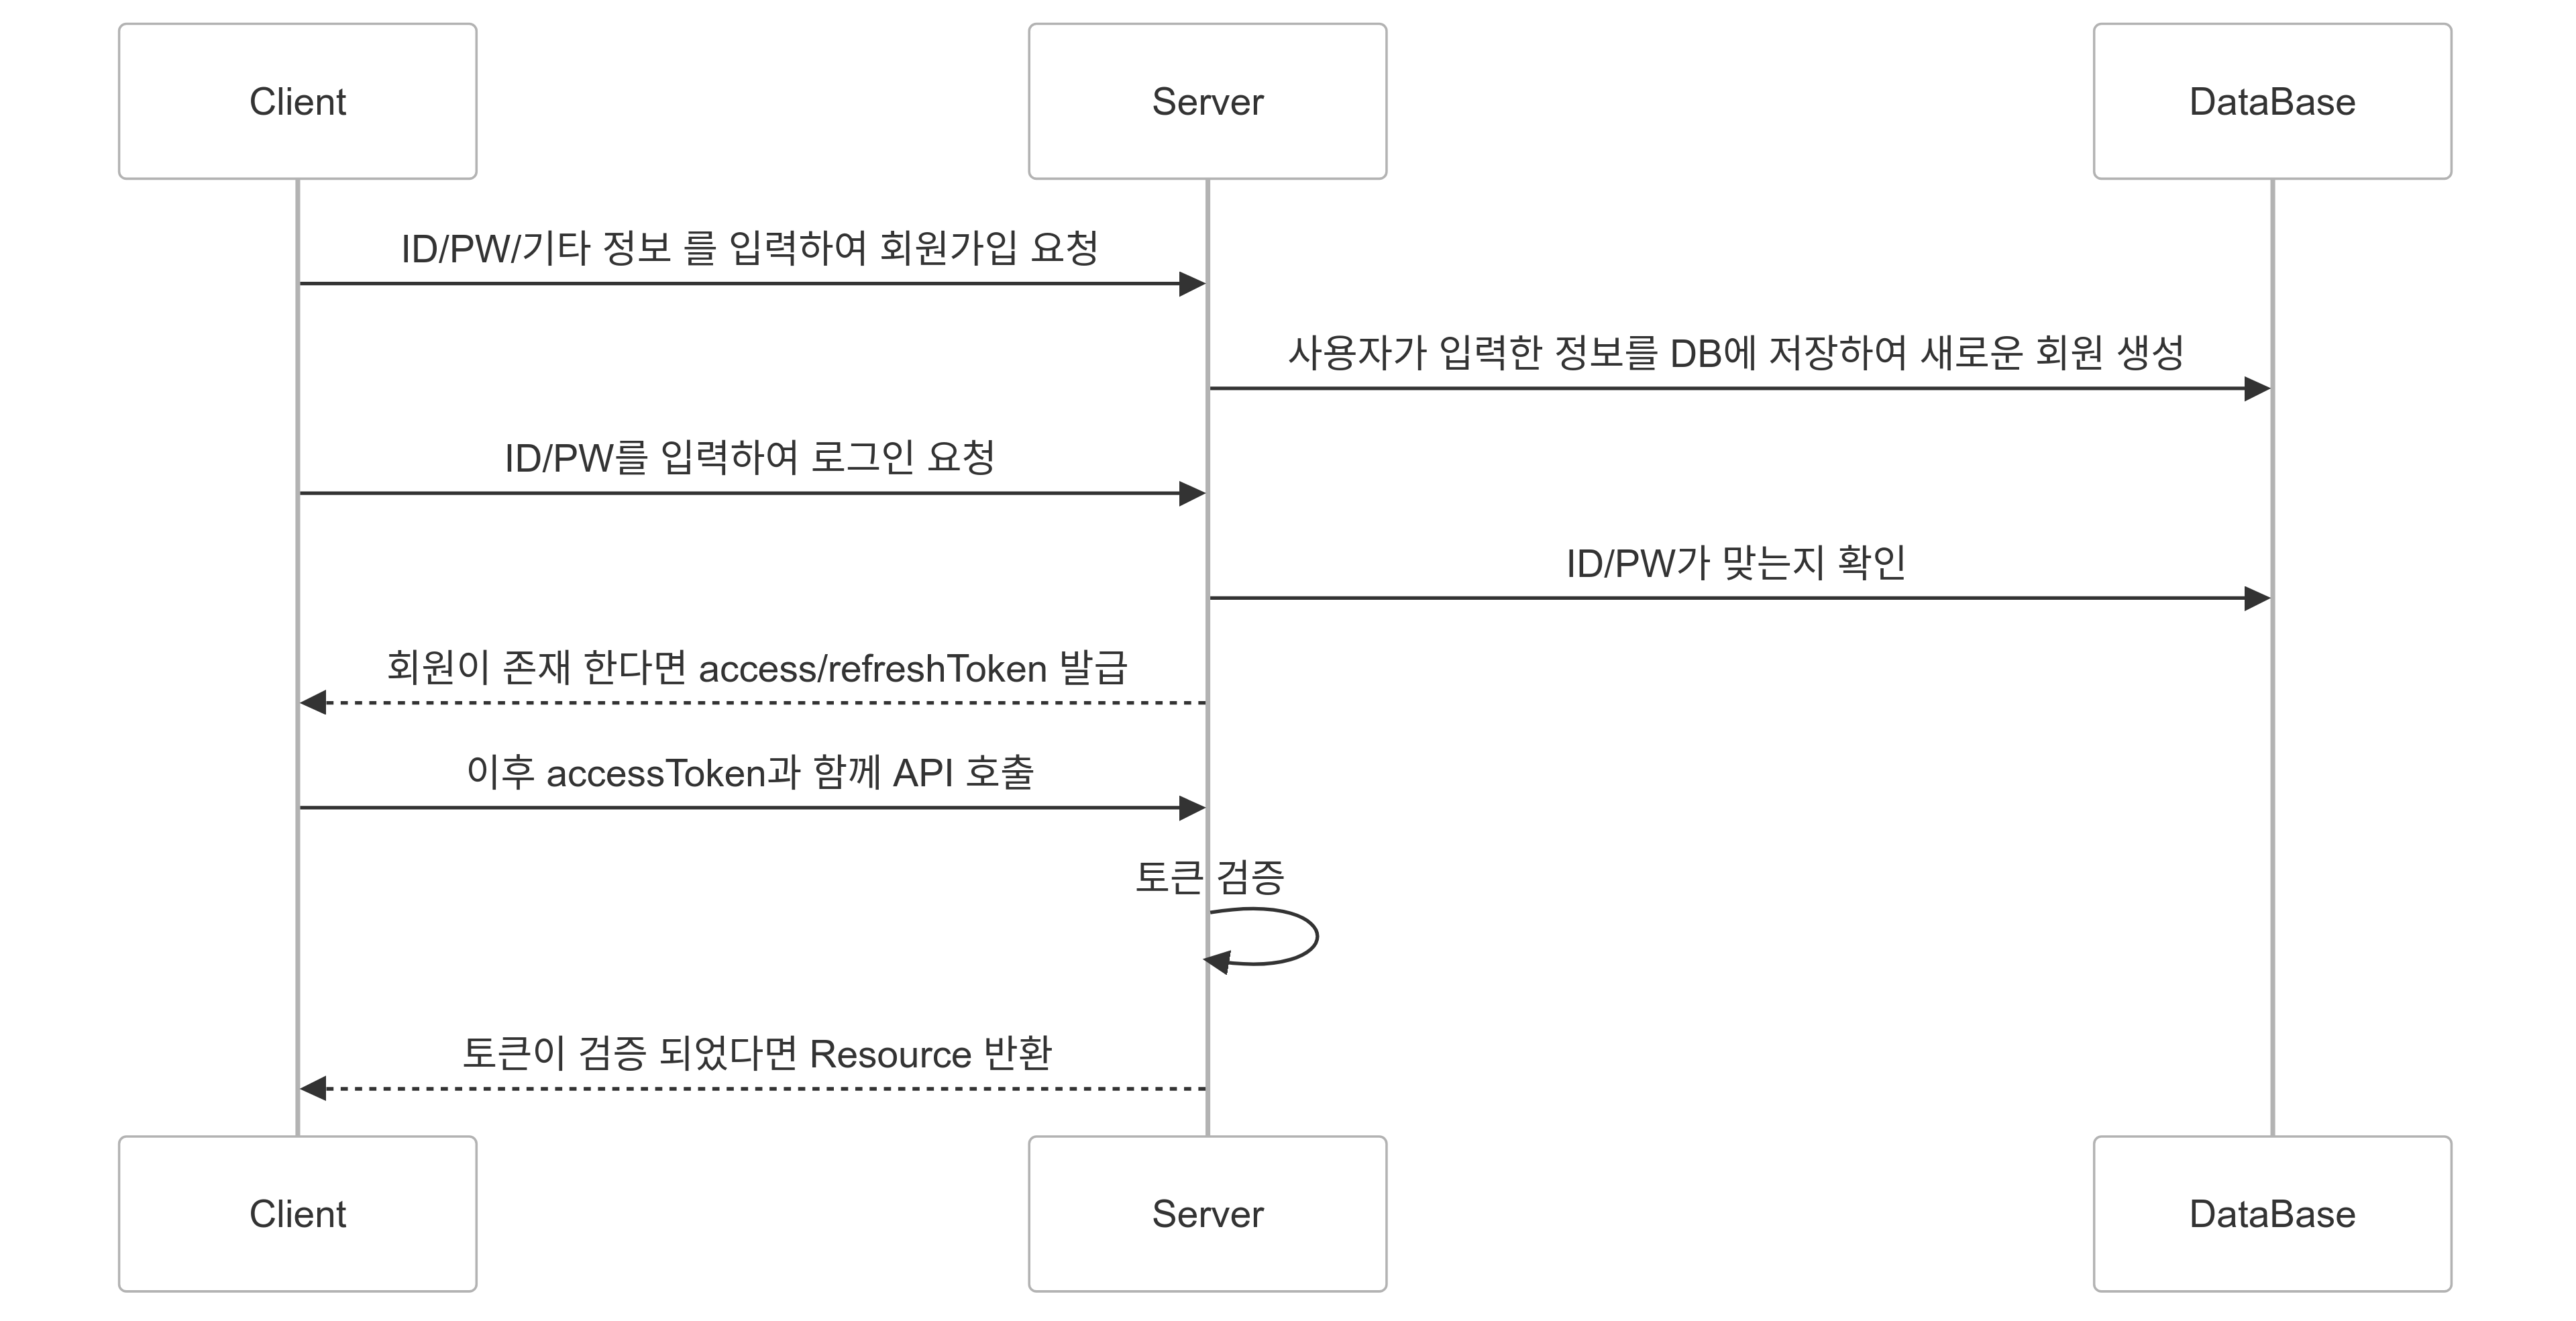 Client
Server
DataBase
ID/PW/기타 정보 를 입력하여 회원가입 요청
사용자가 입력한 정보를 DB에 저장하여 새로운 회원 생성
ID/PW를 입력하여 로그인 요청
ID/PW가 맞는지 확인
회원이 존재 한다면 access/refreshToken 발급
이후 accessToken과 함께 API 호출
토큰 검증
토큰이 검증 되었다면 Resource 반환
Client
Server
DataBase